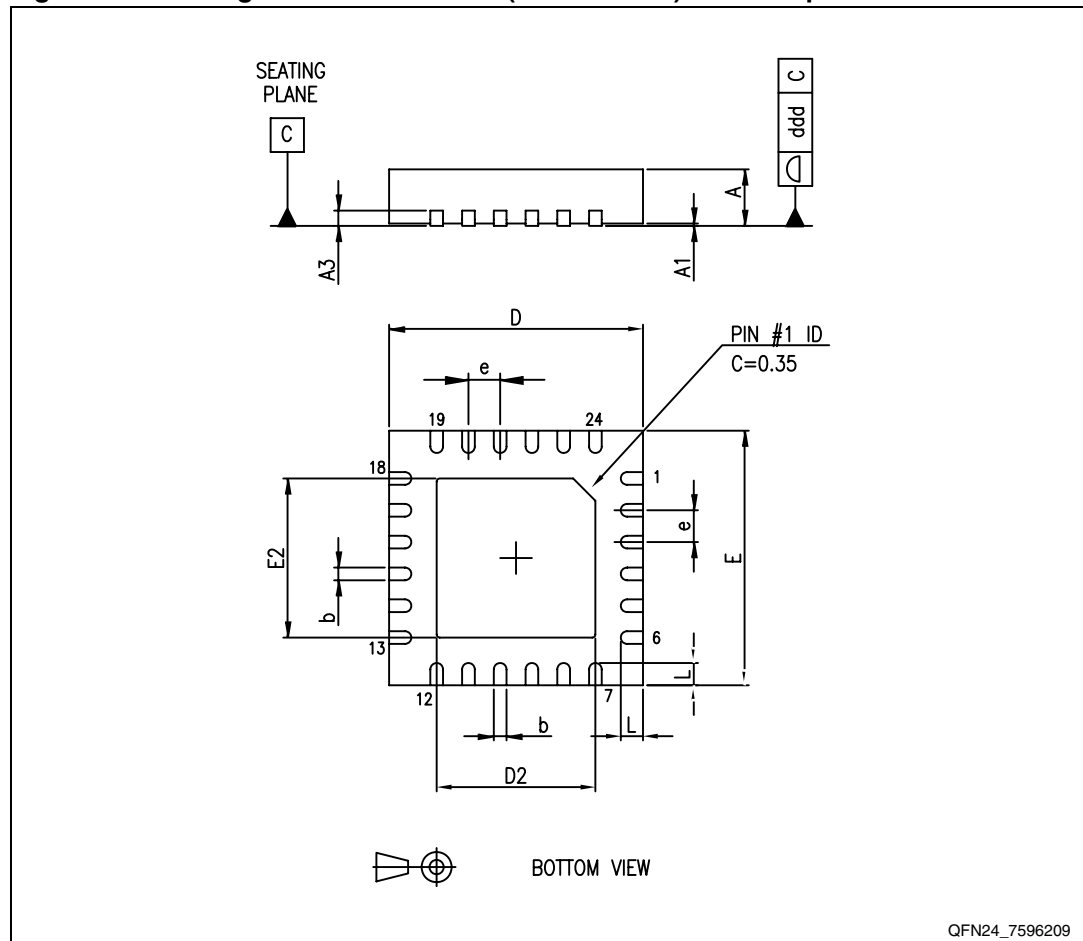 SEATING
PLANE
C
ddd C
A
A3
A1
D
PIN #1 ID
C=0.35
e
19
24
18
1
e
E2
E
b
13
6
L
12
7
b
L
D2
BOTTOM VIEW
QFN24_7596209